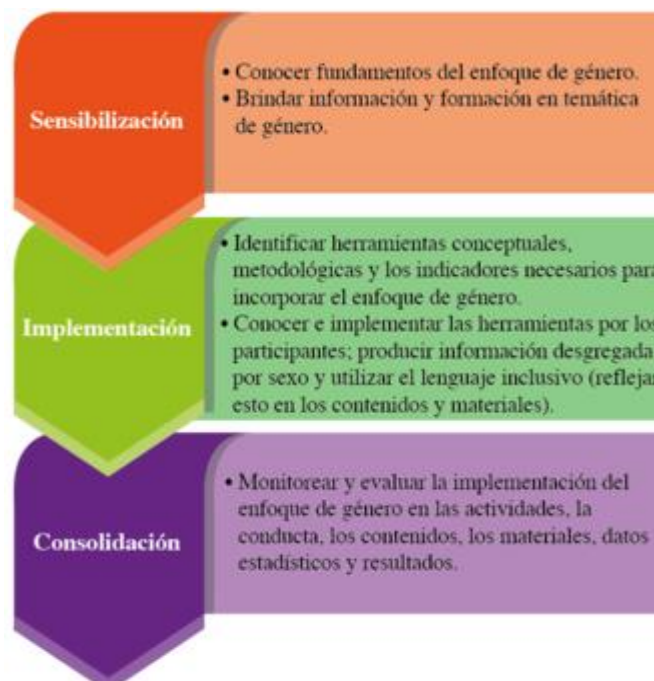 Sensibilización
• Conocer fundamentos del enfoque de género.
• Brindar información y formación en temática
de género.
Implementación
• Identificar herramientas conceptuales,
metodológicas y los indicadores necesarios para
incorporar el enfoque de género.
• Conocer e implementar las herramientas por los
participantes; producir información desgregada
por sexo y utilizar el lenguaje inclusivo (reflejas
esto en los contenidos y materiales).
Consolidación
• Monitorear y evaluar la implementación del
enfoque de género en las actividades, la
conducta, los contenidos, los materiales, datos
estadísticos y resultados.